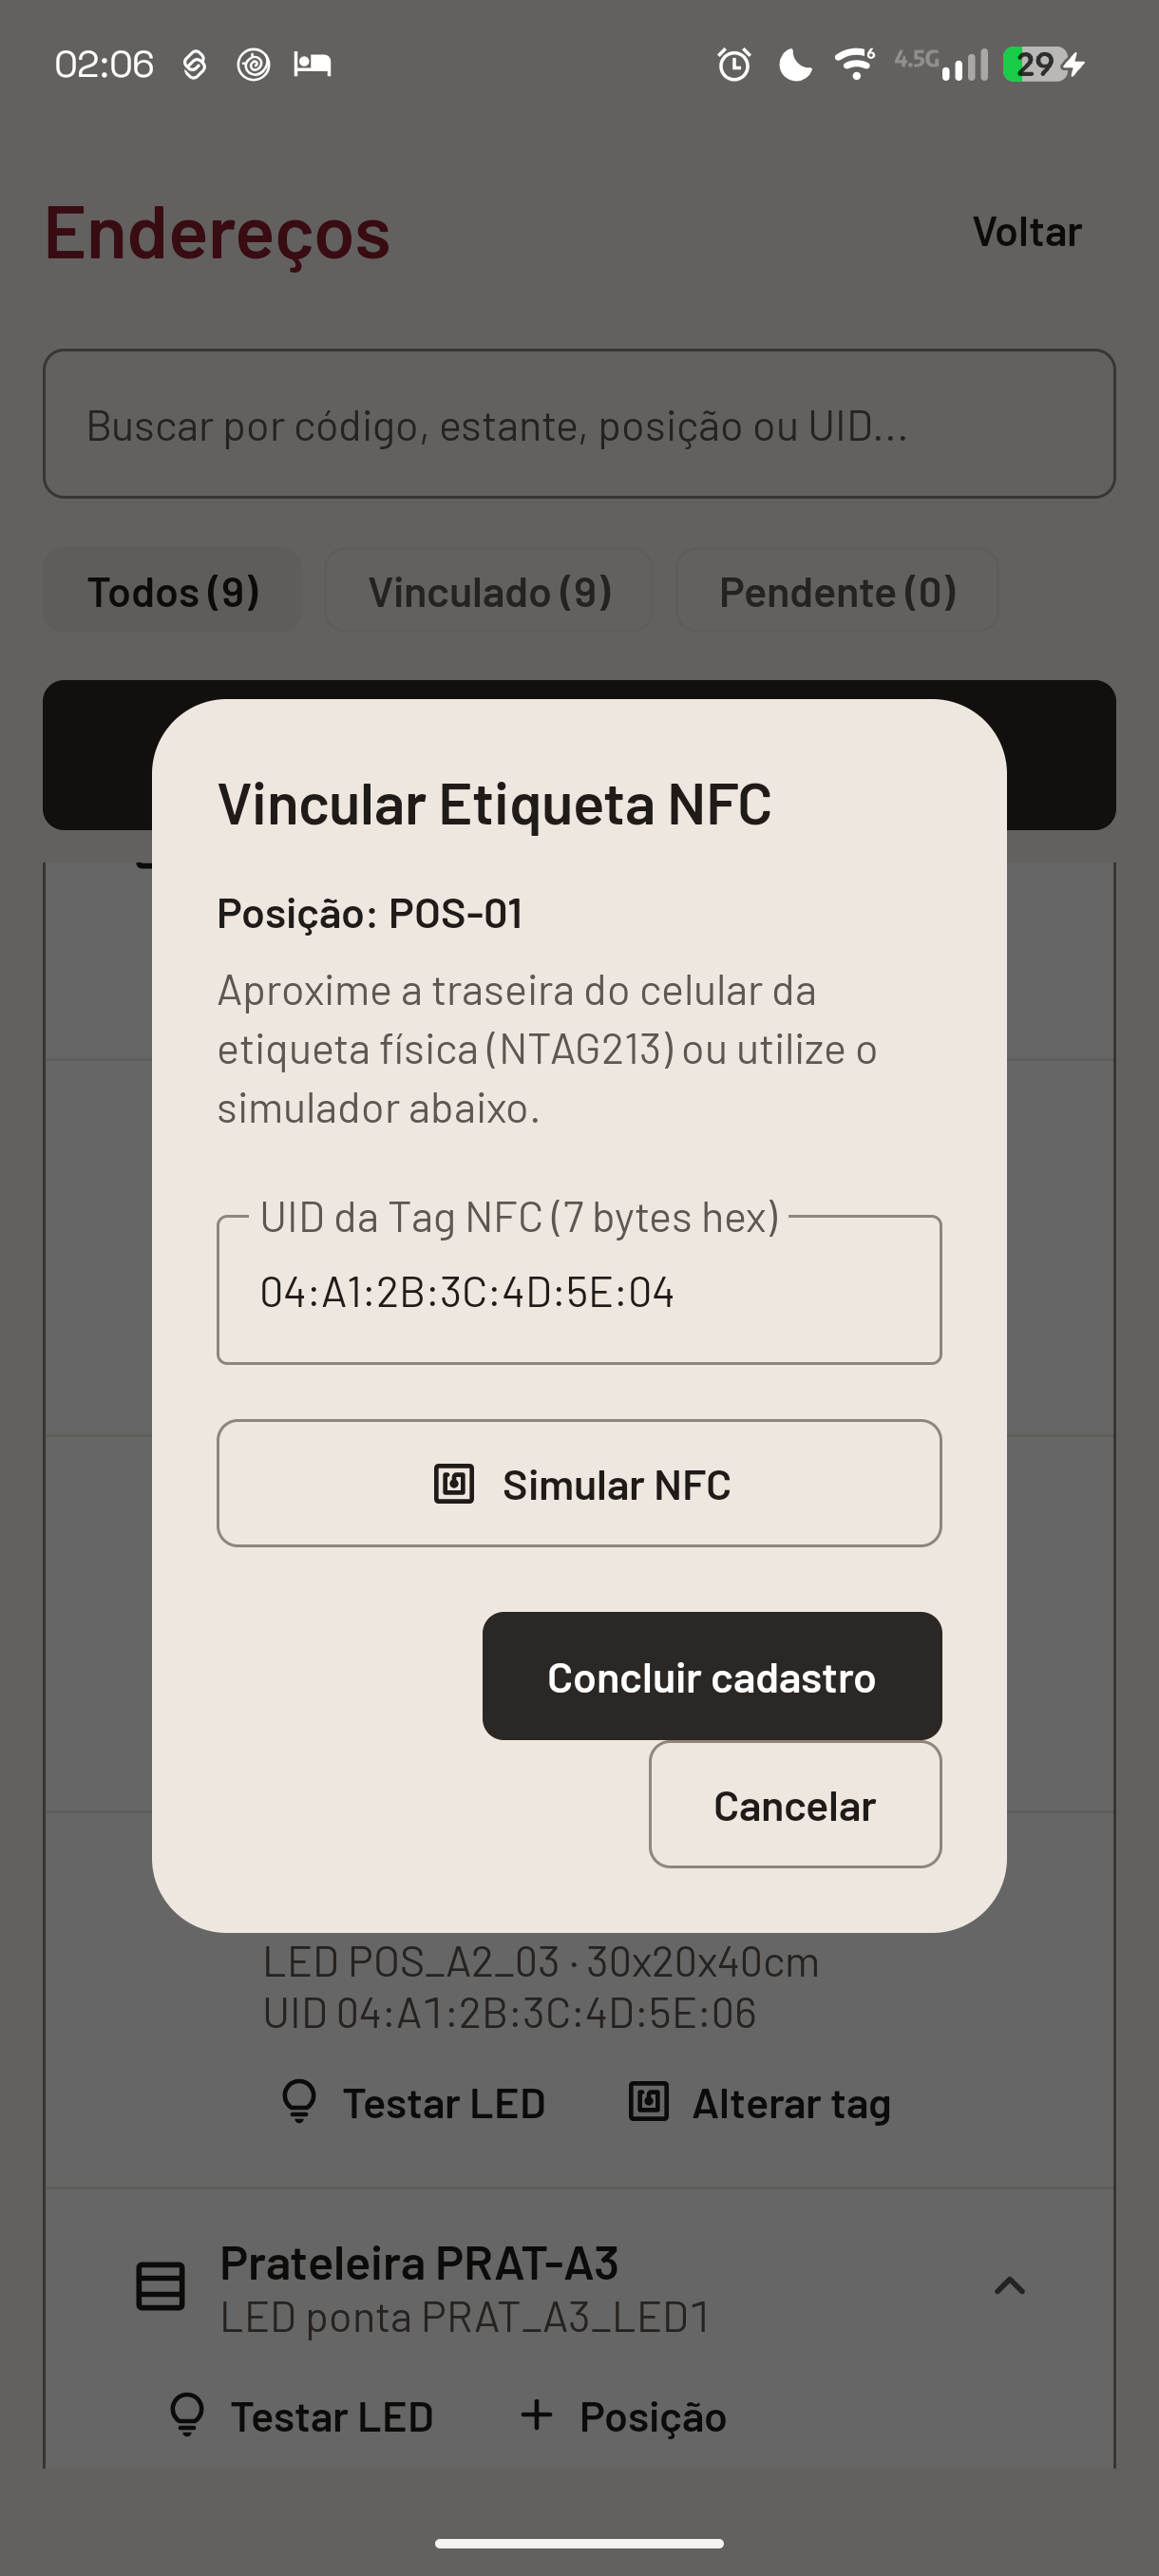 02:06
6
4.5G
29
Endereços
Voltar
Buscar por código, estante, posição ou UID...
Todos (9)
Vinculado (9)
Pendente (0)
Vincular Etiqueta NFC
Posição: POS-01
Aproxime a traseira do celular da
etiqueta física (NTAG213) ou utilize o
simulador abaixo.
UID da Tag NFC (7 bytes hex)
04:A1:2B:3C:4D:5E:04
Simular NFC
Concluir cadastro
Cancelar
LED POS_A2_03 · 30x20x40cm
UID 04:A1:2B:3C:4D:5E:06
Testar LED
Alterar tag
Prateleira PRAT-A3
LED ponta PRAT_A3_LED1
Testar LED
+ Posição